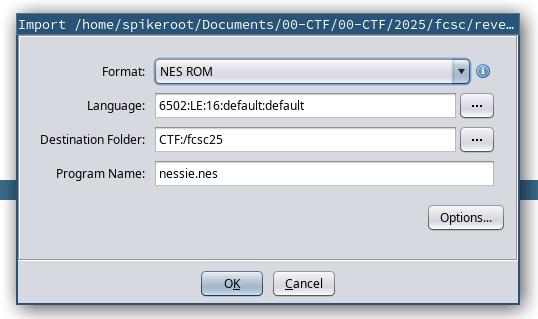 Import /home/spikeroot/Documents/00-CTF/00-CTF/2025/fcsc/reve...
Format: NES ROM
Language: 6502:LE:16:default:default ...
Destination Folder: CTF:/fcsc25 ...
Program Name: nessie.nes
Options...
OK Cancel